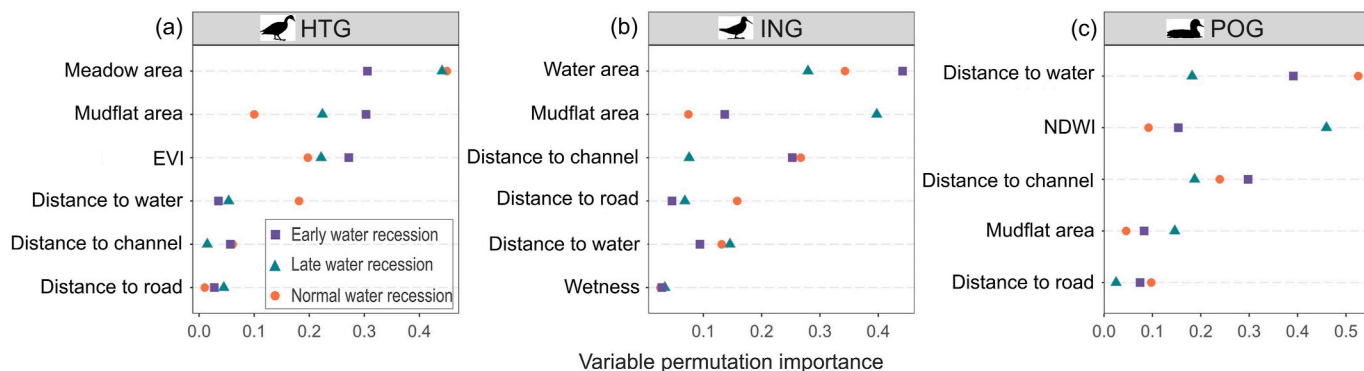 (a) HTG
Meadow area
Mudflat area
EVI
Distance to water
Distance to channel
Distance to road
Early water recession
Late water recession
Normal water recession
0.0 0.1 0.2 0.3 0.4
(b) ING
Water area
Mudflat area
Distance to channel
Distance to road
Distance to water
Wetness
0.1 0.2 0.3 0.4
(c) POG
Distance to water
NDWI
Distance to channel
Mudflat area
Distance to road
0.0 0.1 0.2 0.3 0.4 0.5
Variable permutation importance